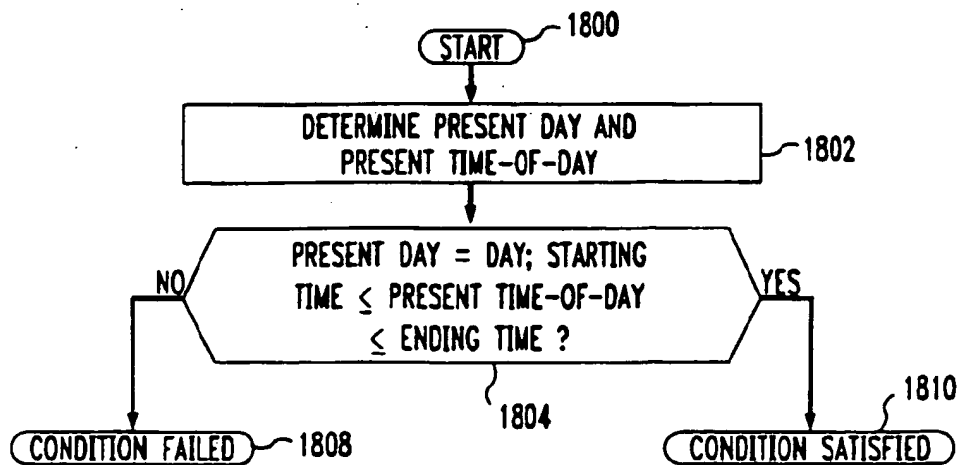 START
1800
DETERMINE PRESENT DAY AND
PRESENT TIME-OF-DAY
1802
PRESENT DAY = DAY; STARTING
TIME ≤ PRESENT TIME-OF-DAY
≤ ENDING TIME ?
NO
YES
1804
CONDITION FAILED
1808
CONDITION SATISFIED
1810